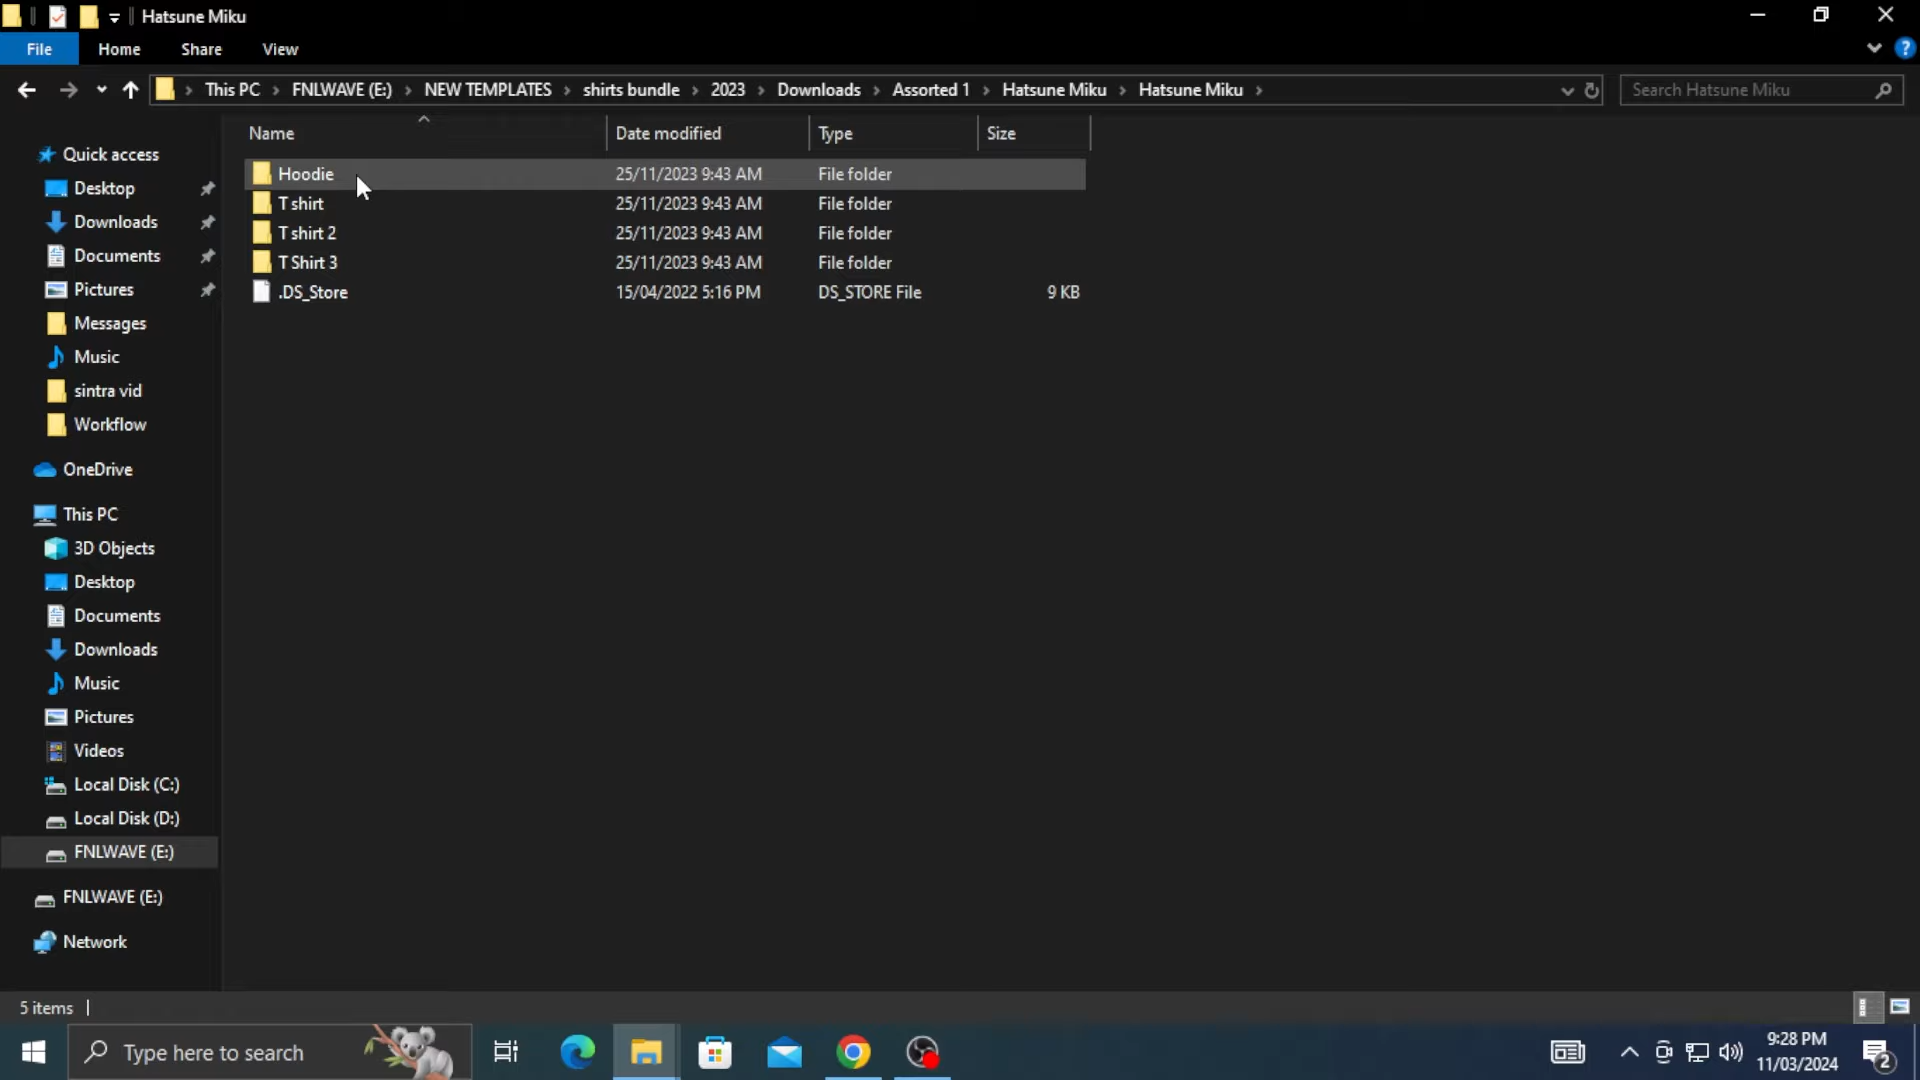 Hatsune Miku
File Home Share View
This PC FNLWAVE (E:) NEW TEMPLATES shirts bundle 2023 Downloads Assorted 1 Hatsune Miku Hatsune Miku Search Hatsune Miku
Name Date modified Type Size
Hoodie 25/11/2023 9:43 AM File folder
T shirt 25/11/2023 9:43 AM File folder
T shirt 2 25/11/2023 9:43 AM File folder
T Shirt 3 25/11/2023 9:43 AM File folder
.DS_Store 15/04/2022 5:16 PM DS_STORE File 9 KB
Quick access
Desktop
Downloads
Documents
Pictures
Messages
Music
sintra vid
Workflow
OneDrive
This PC
3D Objects
Desktop
Documents
Downloads
Music
Pictures
Videos
Local Disk (C:)
Local Disk (D:)
FNLWAVE (E:)
FNLWAVE (E:)
Network
5 items
Type here to search
9:28 PM
11/03/2024
2